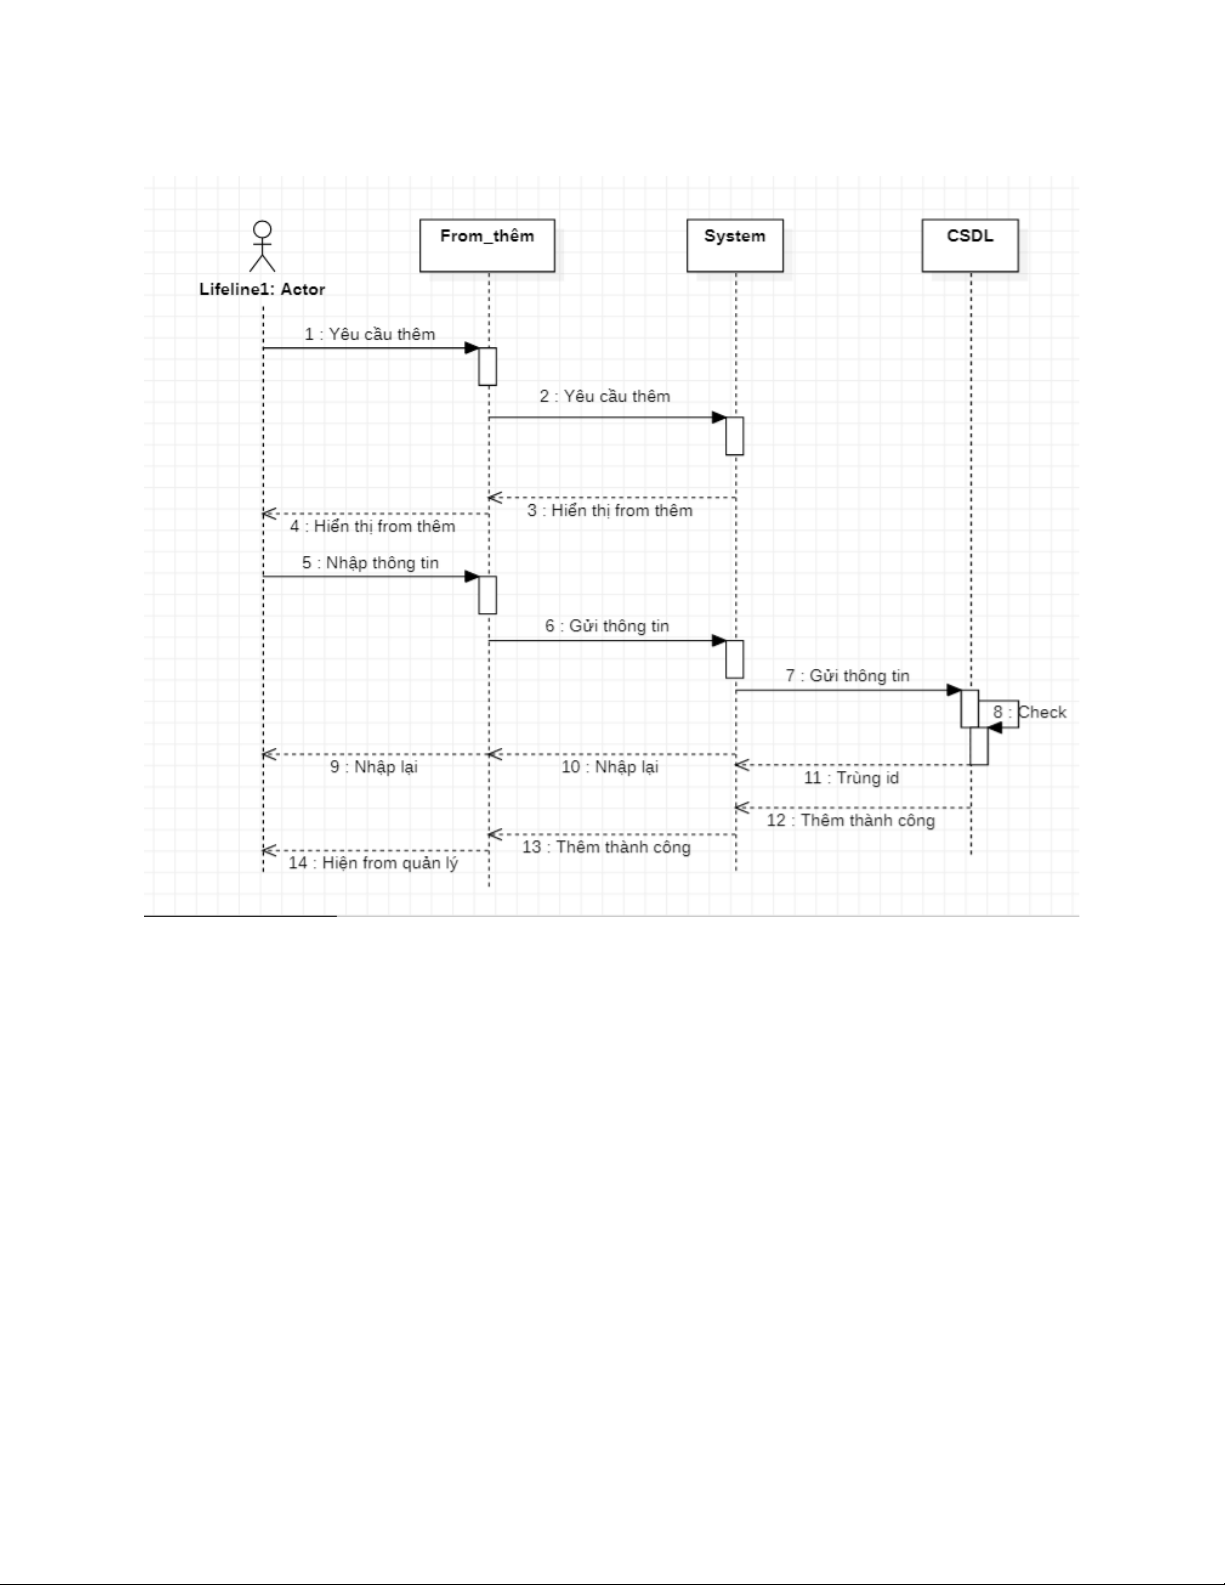 From_thêm
System
CSDL
Lifeline1: Actor
1 : Yêu cầu thêm
2 : Yêu cầu thêm
3 : Hiển thị from thêm
4 : Hiển thị from thêm
5 : Nhập thông tin
6 : Gửi thông tin
7 : Gửi thông tin
8 : Check
9 : Nhập lại
10 : Nhập lại
11 : Trùng id
12 : Thêm thành công
13 : Thêm thành công
14 : Hiện from quản lý